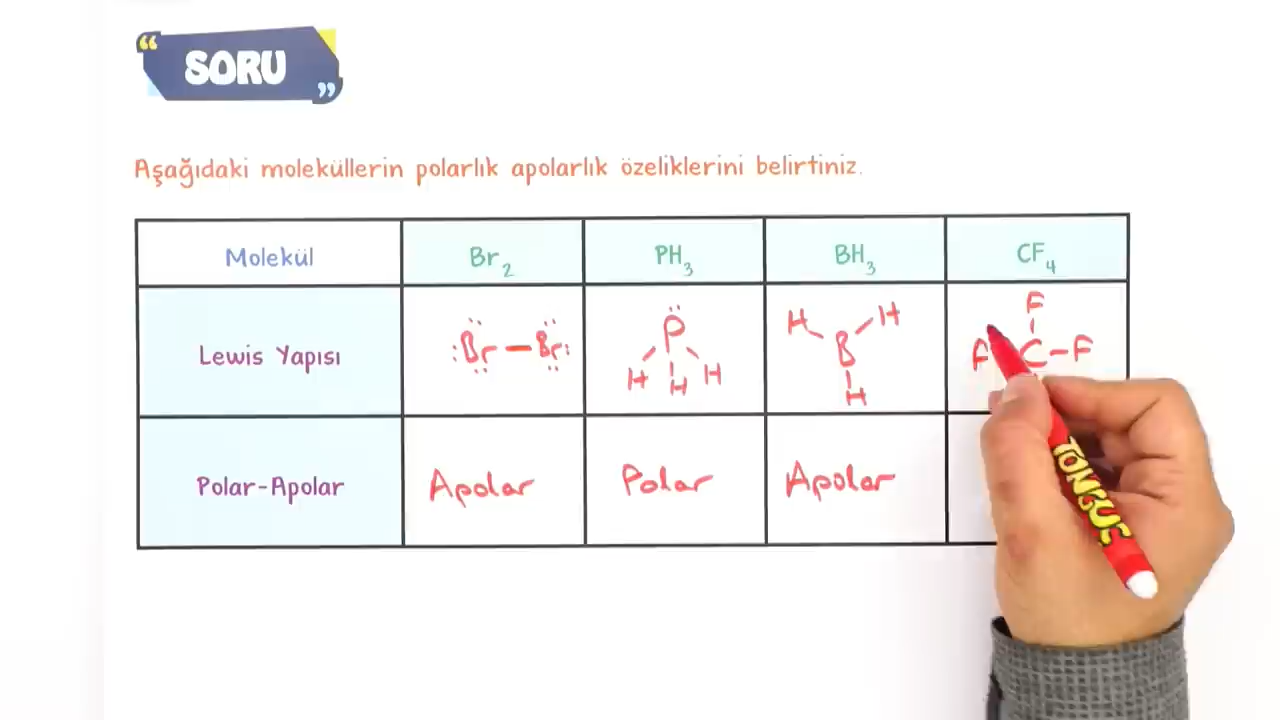 SORU
Aşağıdaki moleküllerin polarlık apolarlık özeliklerini belirtiniz.
Molekül Br₂ PH₃ BH₃ CF₄
Lewis Yapısı
:Br — Br:
P
H H H
H H
B
H
F
F C - F
Polar-Apolar Apolar Polar Apolar
TONGUÇ